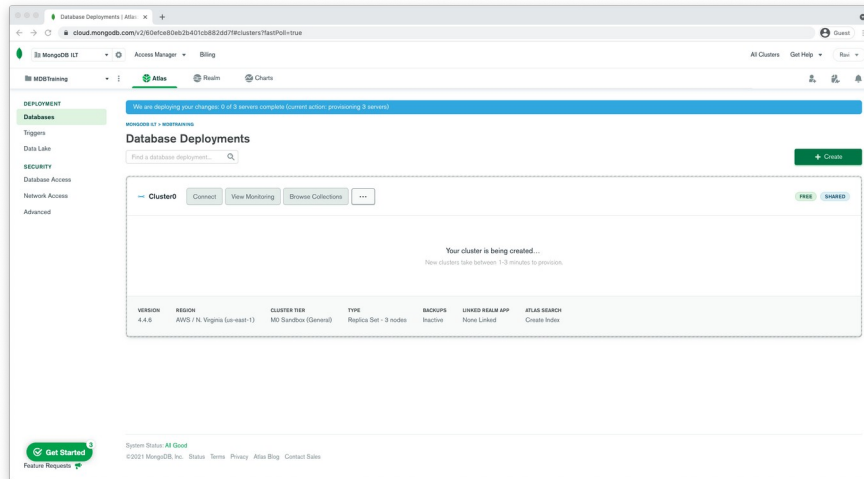 Database Deployments | Atlas
cloud.mongodb.com/v2/60efce80eb2b401cb882dd7f#clusters?fastPoll=true
Guest
MongoDB ILT
Access Manager
Billing
All Clusters
Get Help
Ravi
MDBTraining
Atlas
Realm
Charts
DEPLOYMENT
Databases
Triggers
Data Lake
SECURITY
Database Access
Network Access
Advanced
We are deploying your changes: 0 of 3 servers complete (current action: provisioning 3 servers)
MONGODB ILT > MDBTRAINING
Database Deployments
Find a database deployment...
+ Create
Cluster0
Connect
View Monitoring
Browse Collections
...
FREE
SHARED
Your cluster is being created...
New clusters take between 1-3 minutes to provision.
VERSION REGION CLUSTER TIER TYPE BACKUPS LINKED REALM APP ATLAS SEARCH
4.4.6 AWS / N. Virginia (us-east-1) M0 Sandbox (General) Replica Set - 3 nodes Inactive None Linked Create Index
Get Started
3
Feature Requests
System Status: All Good
©2021 MongoDB, Inc. Status Terms Privacy Atlas Blog Contact Sales